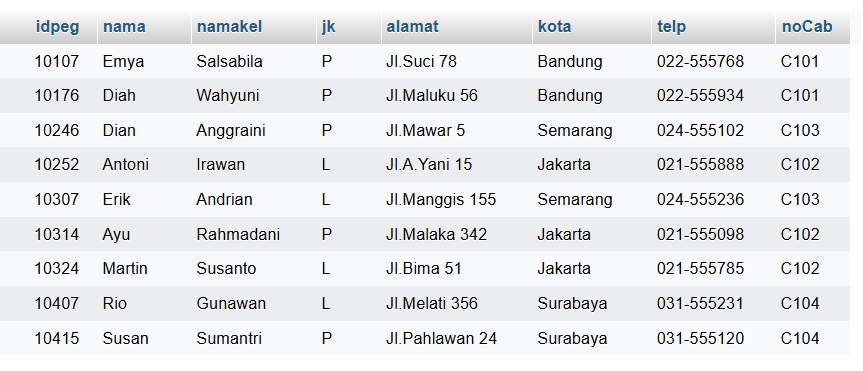 idpeg nama namakel jk alamat kota telp noCab
10107 Emya Salsabila P Jl.Suci 78 Bandung 022-555768 C101
10176 Diah Wahyuni P Jl.Maluku 56 Bandung 022-555934 C101
10246 Dian Anggraini P Jl.Mawar 5 Semarang 024-555102 C103
10252 Antoni Irawan L Jl.A.Yani 15 Jakarta 021-555888 C102
10307 Erik Andrian L Jl.Manggis 155 Semarang 024-555236 C103
10314 Ayu Rahmadani P Jl.Malaka 342 Jakarta 021-555098 C102
10324 Martin Susanto L Jl.Bima 51 Jakarta 021-555785 C102
10407 Rio Gunawan L Jl.Melati 356 Surabaya 031-555231 C104
10415 Susan Sumantri P Jl.Pahlawan 24 Surabaya 031-555120 C104